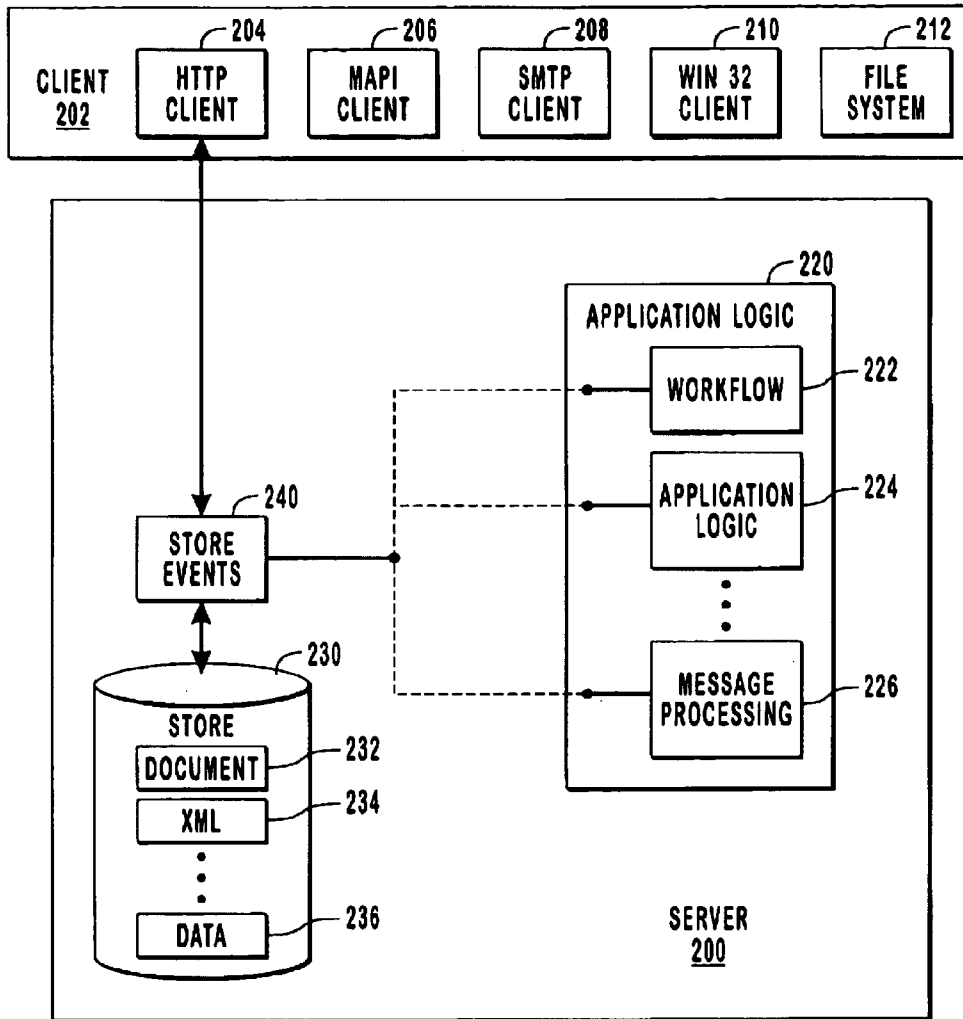 204
206
208
210
212
CLIENT
202
HTTP
CLIENT
MAPI
CLIENT
SMTP
CLIENT
WIN 32
CLIENT
FILE
SYSTEM
220
APPLICATION LOGIC
WORKFLOW
222
240
STORE
EVENTS
APPLICATION
LOGIC
224
230
STORE
DOCUMENT
232
XML
234
DATA
236
MESSAGE
PROCESSING
226
SERVER
200